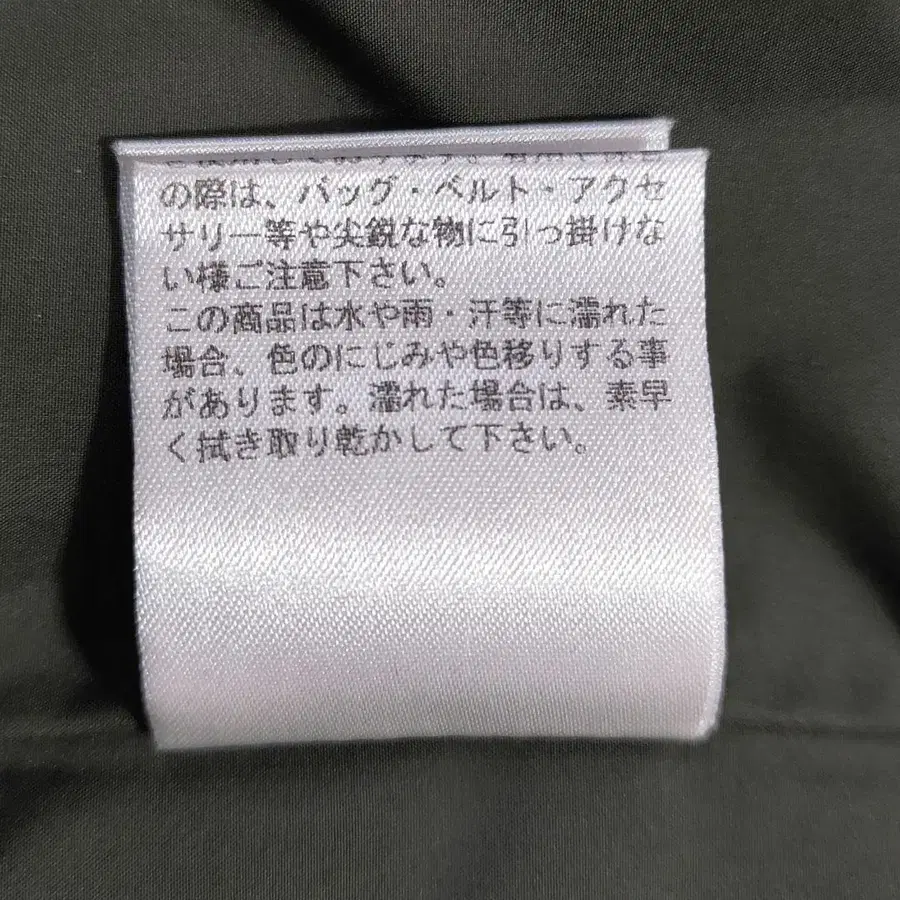 の際は、バッグ・ベルト・アクセ
サリー等や尖鋭な物に引っ掛けな
い様ご注意下さい。
この商品は水や雨・汗等に濡れた
場合、色のにじみや色移りする事
があります。濡れた場合は、素早
く拭き取り乾かして下さい。